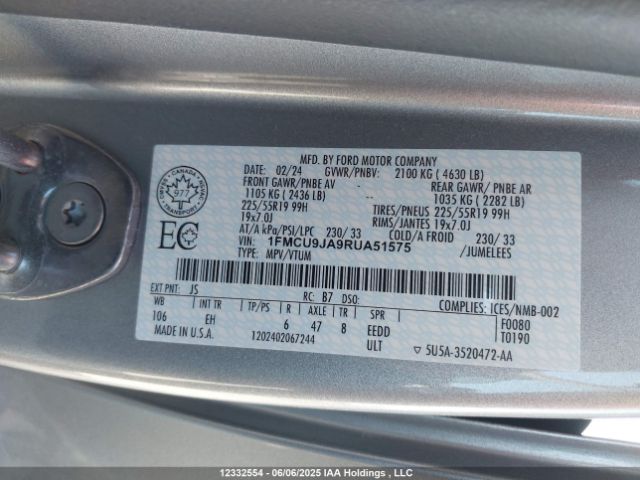 MFD. BY FORD MOTOR COMPANY
DATE: 02/24 GVWR/PNBV: 2100 KG ( 4630 LB)
FRONT GAWR/PNBE AV REAR GAWR/ PNBE AR
1105 KG ( 2436 LB) 1035 KG ( 2282 LB)
225/55R19 99H TIRES/PNEUS 225/55R19 99H
19x7.0J RIMS/JANTES 19x7.0J
AT/A kPa/PSI/LPC 230/ 33 COLD/A FROID 230/ 33
VIN: 1FMCU9JA9RUA51575 /JUMELEES
TYPE: MPV/VTUM
CANADA
977
TRANSPORT
EC
EXT PNT: JS RC: B7 DSO: COMPLIES: ICES/NMB-002
WB INT TR TP/PS R AXLE TR SPR F0080
106 EH 6 47 8 EEDD T0190
MADE IN U.S.A. 1202402067244 ULT ▽ 5U5A-3520472-AA
12332554 - 06/06/2025 IAA Holdings , LLC